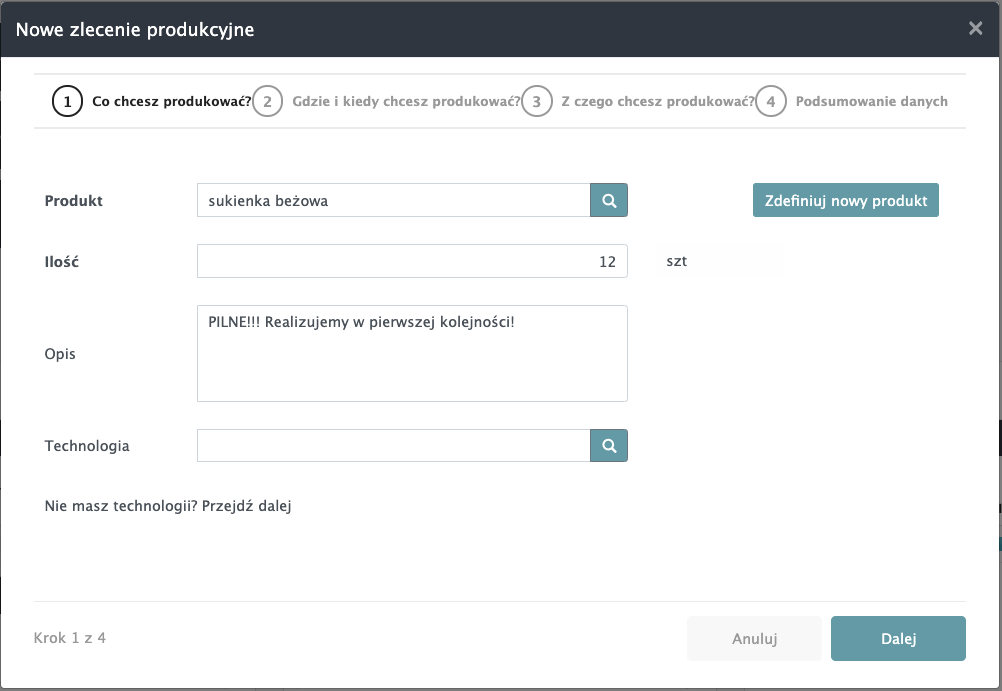 Nowe zlecenie produkcyjne
1 Co chcesz produkować? 2 Gdzie i kiedy chcesz produkować? 3 Z czego chcesz produkować? 4 Podsumowanie danych
Produkt sukienka beżowa Zdefiniuj nowy produkt
Ilość 12 szt
Opis PILNE!!! Realizujemy w pierwszej kolejności!
Technologia
Nie masz technologii? Przejdź dalej
Krok 1 z 4 Anuluj Dalej